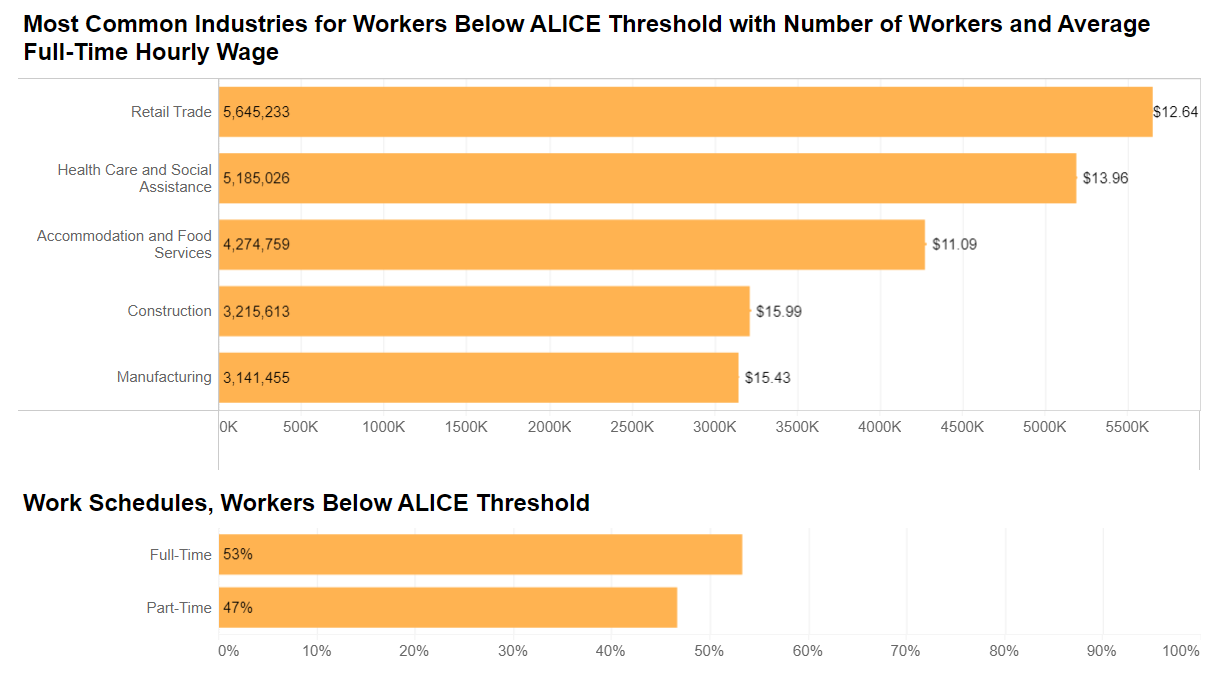 Most Common Industries for Workers Below ALICE Threshold with Number of Workers and Average
Full-Time Hourly Wage
Retail Trade 5,645,233 $12.64
Health Care and Social
Assistance 5,185,026 $13.96
Accommodation and Food
Services 4,274,759 $11.09
Construction 3,215,613 $15.99
Manufacturing 3,141,455 $15.43
0K 500K 1000K 1500K 2000K 2500K 3000K 3500K 4000K 4500K 5000K 5500K
Work Schedules, Workers Below ALICE Threshold
Full-Time 53%
Part-Time 47%
0% 10% 20% 30% 40% 50% 60% 70% 80% 90% 100%